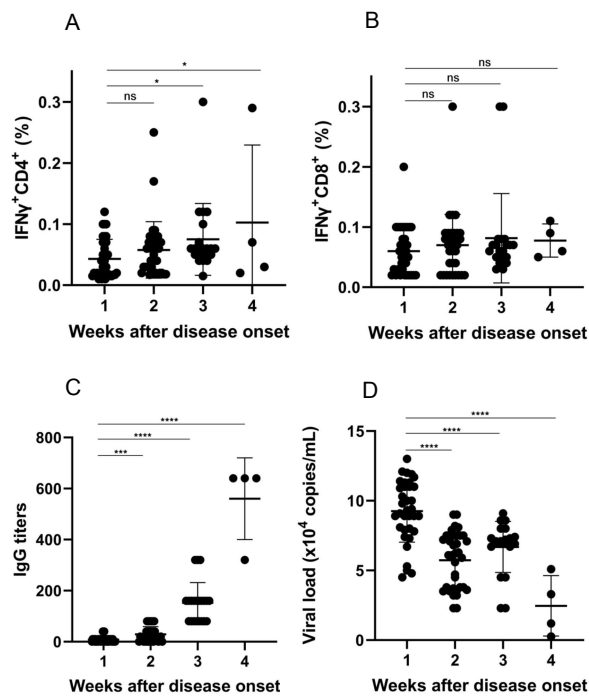 A
*
*
ns
IFNγ⁺CD4⁺ (%)
0.3
0.2
0.1
0.0
1 2 3 4
Weeks after disease onset
B
ns
ns
ns
IFNγ⁺CD8⁺ (%)
0.3
0.2
0.1
0.0
1 2 3 4
Weeks after disease onset
C
****
****
***
IgG titers
800
600
400
200
0
1 2 3 4
Weeks after disease onset
D
****
****
****
Viral load (x10⁴ copies/mL)
15
10
5
0
1 2 3 4
Weeks after disease onset